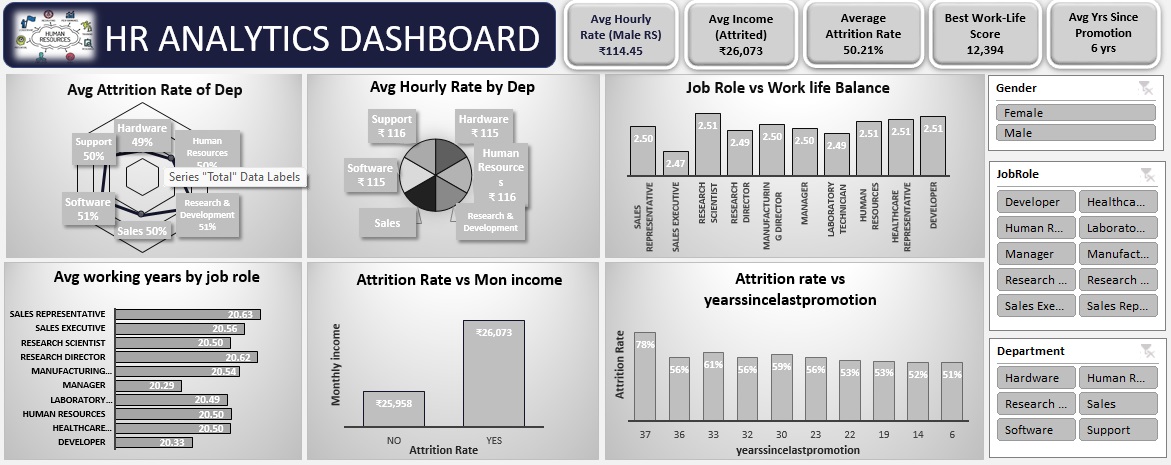 HUMAN
RESOURCES
HR ANALYTICS DASHBOARD
Avg Hourly
Rate (Male RS)
₹114.45
Avg Income
(Attrited)
₹26,073
Average
Attrition Rate
50.21%
Best Work-Life
Score
12,394
Avg Yrs Since
Promotion
6 yrs
Avg Attrition Rate of Dep
Hardware
49%
Support
50%
Human
Resources
50%
Series "Total" Data Labels
Software
51%
Research &
Development
51%
Sales 50%
Avg Hourly Rate by Dep
Support
₹ 116
Hardware
₹ 115
Human
Resource
s
₹ 116
Software
₹ 115
Sales
Research &
Development
Job Role vs Work life Balance
2.50
2.47
2.51
2.49
2.50
2.50
2.49
2.51
2.51
2.51
SALES
REPRESENTATIVE
SALES EXECUTIVE
RESEARCH
SCIENTIST
RESEARCH
DIRECTOR
MANUFACTURIN
G DIRECTOR
MANAGER
LABORATORY
TECHNICIAN
HUMAN
RESOURCES
HEALTHCARE
REPRESENTATIVE
DEVELOPER
Gender
Female
Male
JobRole
Developer
Healthca...
Human R...
Laborato...
Manager
Manufact...
Research ...
Research ...
Sales Exe...
Sales Rep...
Department
Hardware
Human R...
Research ...
Sales
Software
Support
Avg working years by job role
SALES REPRESENTATIVE 20.63
SALES EXECUTIVE 20.56
RESEARCH SCIENTIST 20.50
RESEARCH DIRECTOR 20.62
MANUFACTURING... 20.54
MANAGER 20.29
LABORATORY... 20.49
HUMAN RESOURCES 20.50
HEALTHCARE... 20.50
DEVELOPER 20.33
Attrition Rate vs Mon income
Monthly income
₹25,958
₹26,073
NO
YES
Attrition Rate
Attrition rate vs
yearssincelastpromotion
Attrition Rate
78%
56%
61%
56%
59%
56%
53%
53%
52%
51%
37 36 33 32 30 23 22 19 14 6
yearssincelastpromotion